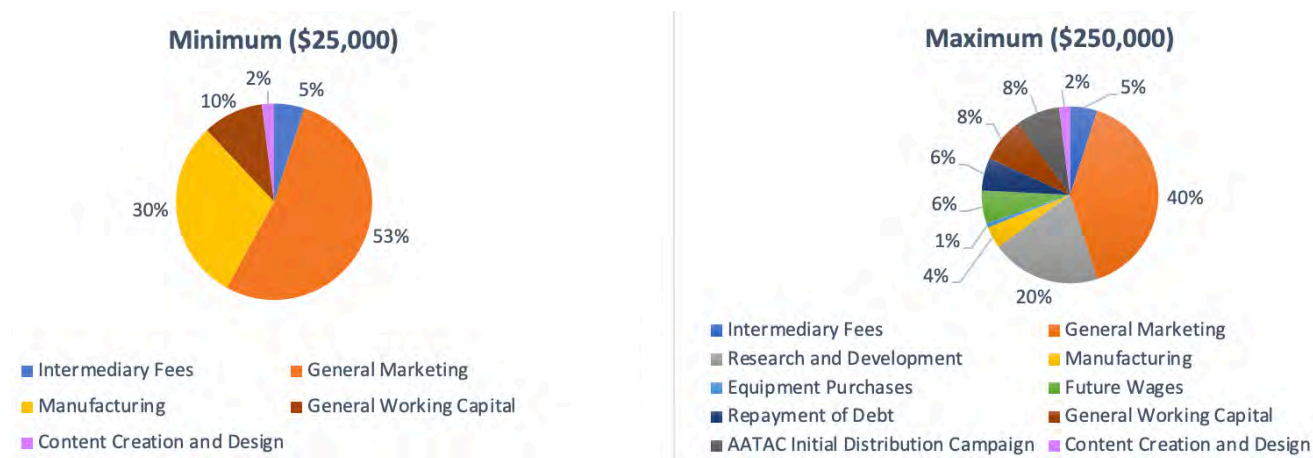 Minimum ($25,000)
2%
5%
10%
30%
53%
Intermediary Fees
General Marketing
Manufacturing
General Working Capital
Content Creation and Design
Maximum ($250,000)
8%
2%
5%
8%
6%
40%
6%
1%
4%
20%
Intermediary Fees
General Marketing
Research and Development
Manufacturing
Equipment Purchases
Future Wages
Repayment of Debt
General Working Capital
AATAC Initial Distribution Campaign
Content Creation and Design